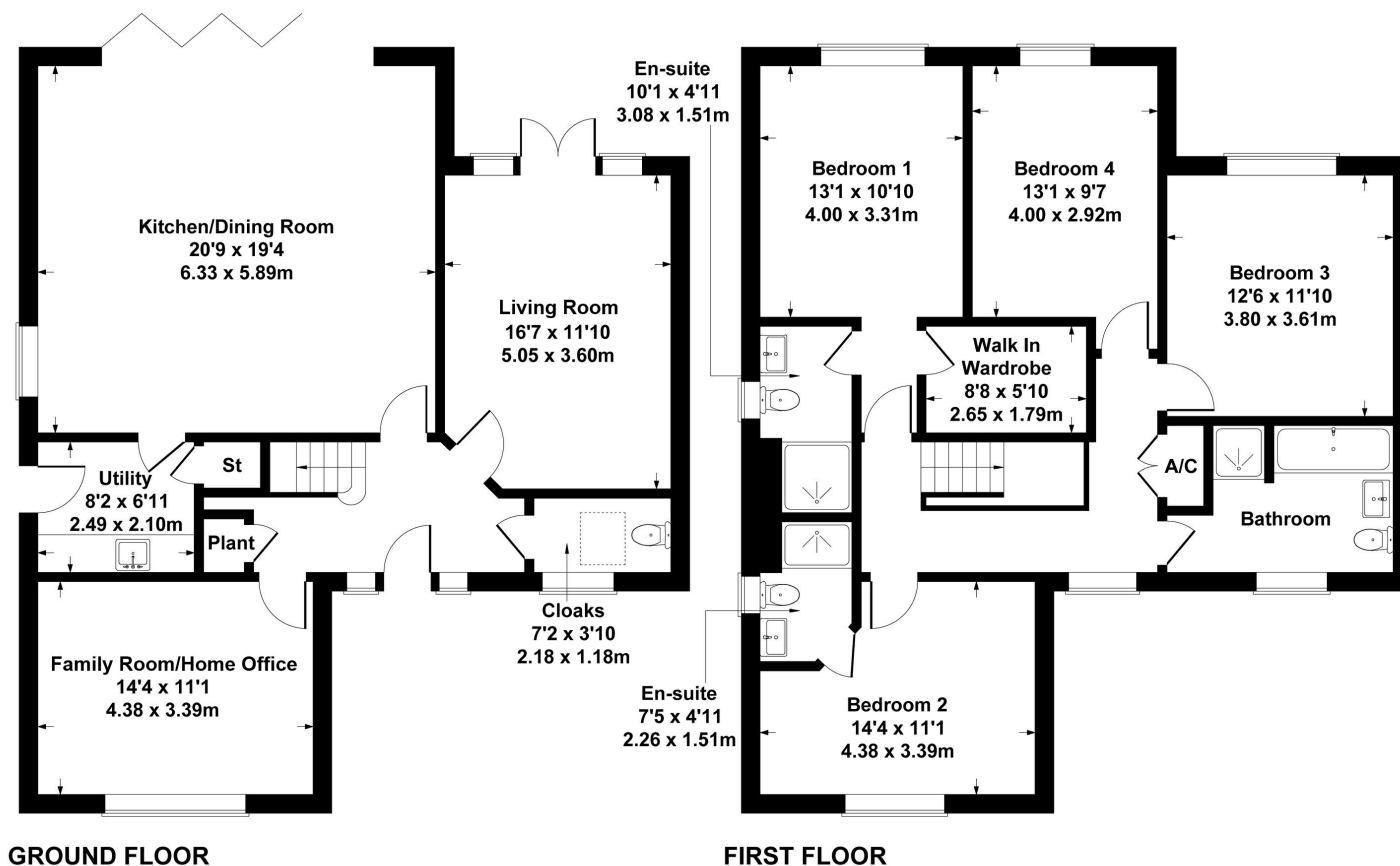 Kitchen/Dining Room
20'9 x 19'4
6.33 x 5.89m
Living Room
16'7 x 11'10
5.05 x 3.60m
St
Utility
8'2 x 6'11
2.49 x 2.10m
Plant
Cloaks
7'2 x 3'10
2.18 x 1.18m
Family Room/Home Office
14'4 x 11'1
4.38 x 3.39m
GROUND FLOOR
En-suite
10'1 x 4'11
3.08 x 1.51m
Bedroom 1
13'1 x 10'10
4.00 x 3.31m
Bedroom 4
13'1 x 9'7
4.00 x 2.92m
Bedroom 3
12'6 x 11'10
3.80 x 3.61m
Walk In
Wardrobe
8'8 x 5'10
2.65 x 1.79m
A/C
Bathroom
En-suite
7'5 x 4'11
2.26 x 1.51m
Bedroom 2
14'4 x 11'1
4.38 x 3.39m
FIRST FLOOR